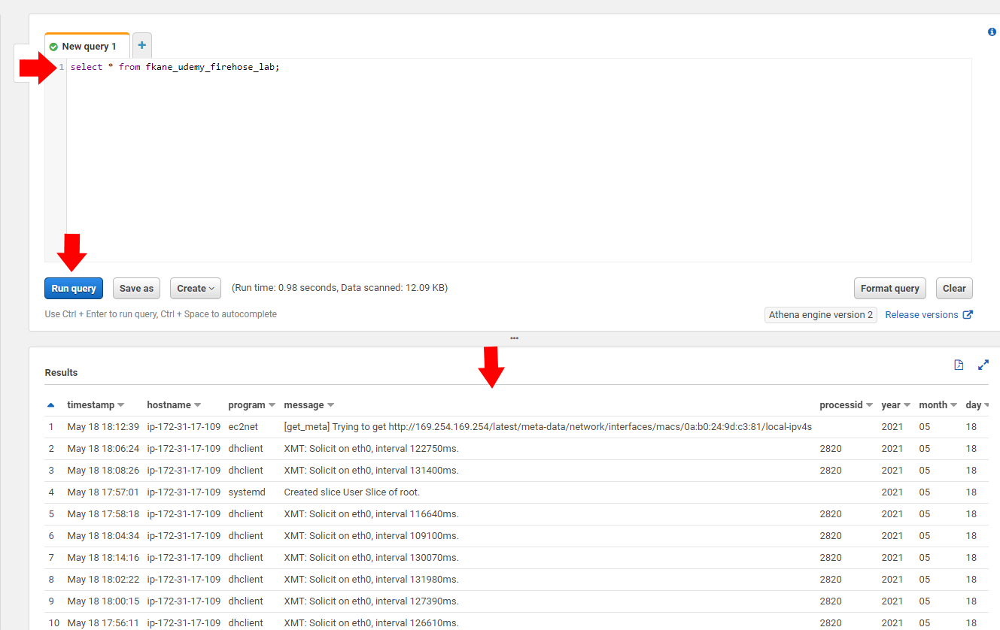 New query 1 +
1 select * from fkane_udemy_firehose_lab;
Run query Save as Create (Run time: 0.98 seconds, Data scanned: 12.09 KB) Format query Clear
Use Ctrl + Enter to run query, Ctrl + Space to autocomplete Athena engine version 2 Release versions
Results
timestamp hostname program message processid year month day
1 May 18 18:12:39 ip-172-31-17-109 ec2net [get_meta] Trying to get http://169.254.169.254/latest/meta-data/network/interfaces/macs/0a:b0:24:9d:c3:81/local-ipv4s 2021 05 18
2 May 18 18:06:24 ip-172-31-17-109 dhclient XMT: Solicit on eth0, interval 122750ms. 2820 2021 05 18
3 May 18 18:08:26 ip-172-31-17-109 dhclient XMT: Solicit on eth0, interval 131400ms. 2820 2021 05 18
4 May 18 17:57:01 ip-172-31-17-109 systemd Created slice User Slice of root. 2021 05 18
5 May 18 17:58:18 ip-172-31-17-109 dhclient XMT: Solicit on eth0, interval 116640ms. 2820 2021 05 18
6 May 18 18:04:34 ip-172-31-17-109 dhclient XMT: Solicit on eth0, interval 109100ms. 2820 2021 05 18
7 May 18 18:14:16 ip-172-31-17-109 dhclient XMT: Solicit on eth0, interval 130070ms. 2820 2021 05 18
8 May 18 18:02:22 ip-172-31-17-109 dhclient XMT: Solicit on eth0, interval 131980ms. 2820 2021 05 18
9 May 18 18:00:15 ip-172-31-17-109 dhclient XMT: Solicit on eth0, interval 127390ms. 2820 2021 05 18
10 May 18 17:56:11 ip-172-31-17-109 dhclient XMT: Solicit on eth0, interval 126610ms. 2820 2021 05 18